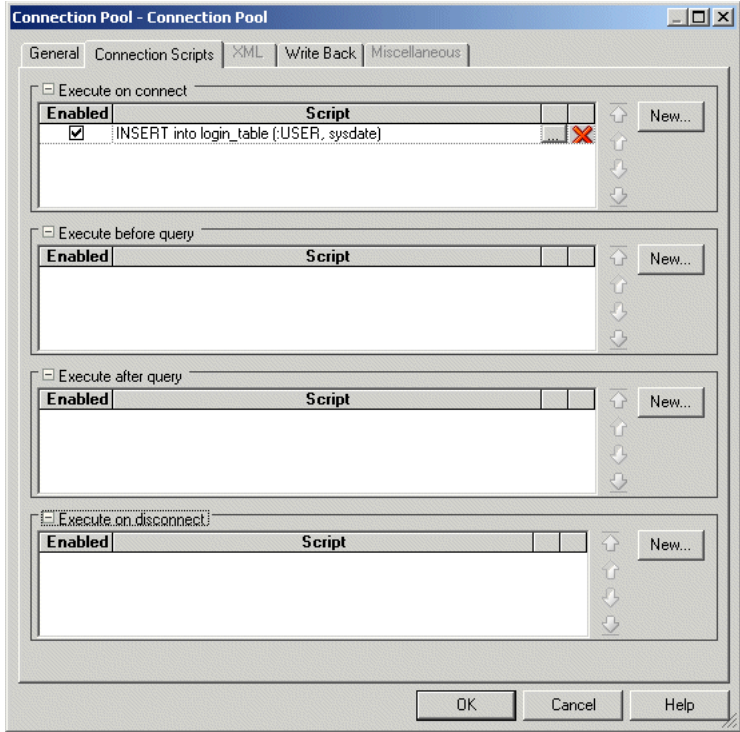 Connection Pool - Connection Pool
General Connection Scripts XML Write Back Miscellaneous
Execute on connect
Enabled Script
INSERT into login_table (:USER, sysdate) ...
New...
Execute before query
Enabled Script
New...
Execute after query
Enabled Script
New...
Execute on disconnect
Enabled Script
New...
OK Cancel Help